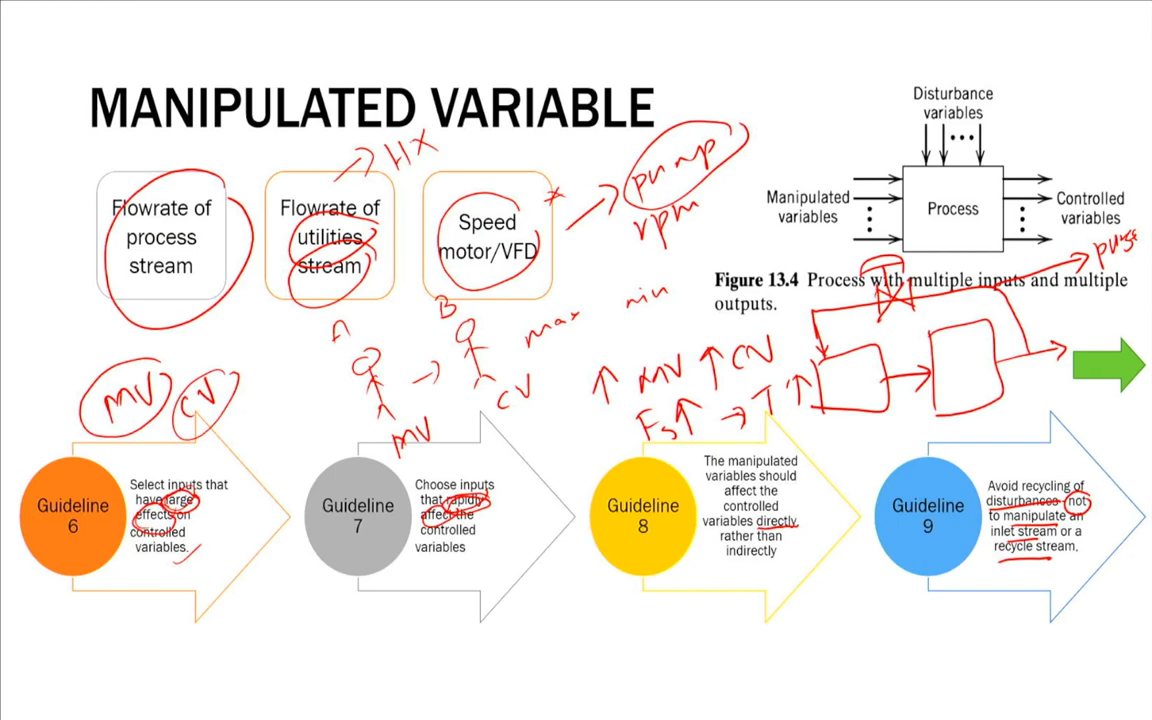 MANIPULATED VARIABLE
Flowrate of
process
stream
Flowrate of
utilities
stream
Speed
motor/VFD
HX
pump
rpm
Disturbance
variables
Manipulated
variables
Process
Controlled
variables
Figure 13.4 Process with multiple inputs and multiple
outputs.
purge
A
B
max
min
MV
CV
MV
CV
↑ MV ↑ CV
Fs↑ → T↑
Guideline
6
Select inputs that
have large
effects on
controlled
variables.
Guideline
7
Choose inputs
that rapidly
affect the
controlled
variables
Guideline
8
The manipulated
variables should
affect the
controlled
variables directly
rather than
indirectly
Guideline
9
Avoid recycling of
disturbances not
to manipulate an
inlet stream or a
recycle stream.